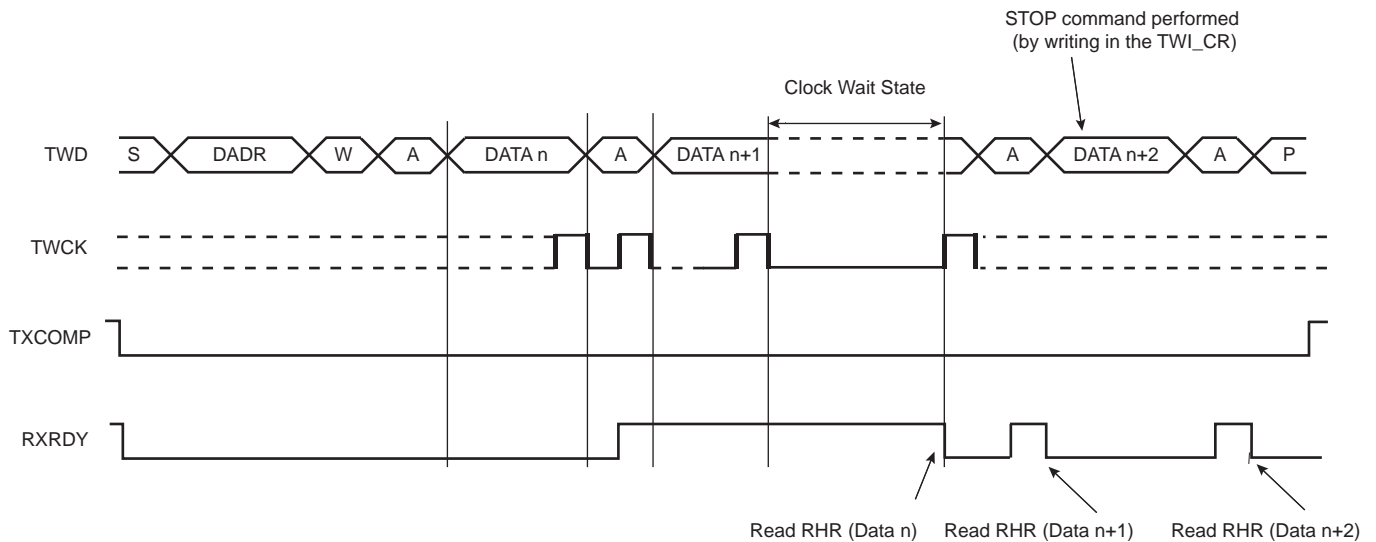 STOP command performed
(by writing in the TWI_CR)
Clock Wait State
TWD S DADR W A DATA n A DATA n+1 A DATA n+2 A P
TWCK
TXCOMP
RXRDY
Read RHR (Data n) Read RHR (Data n+1) Read RHR (Data n+2)